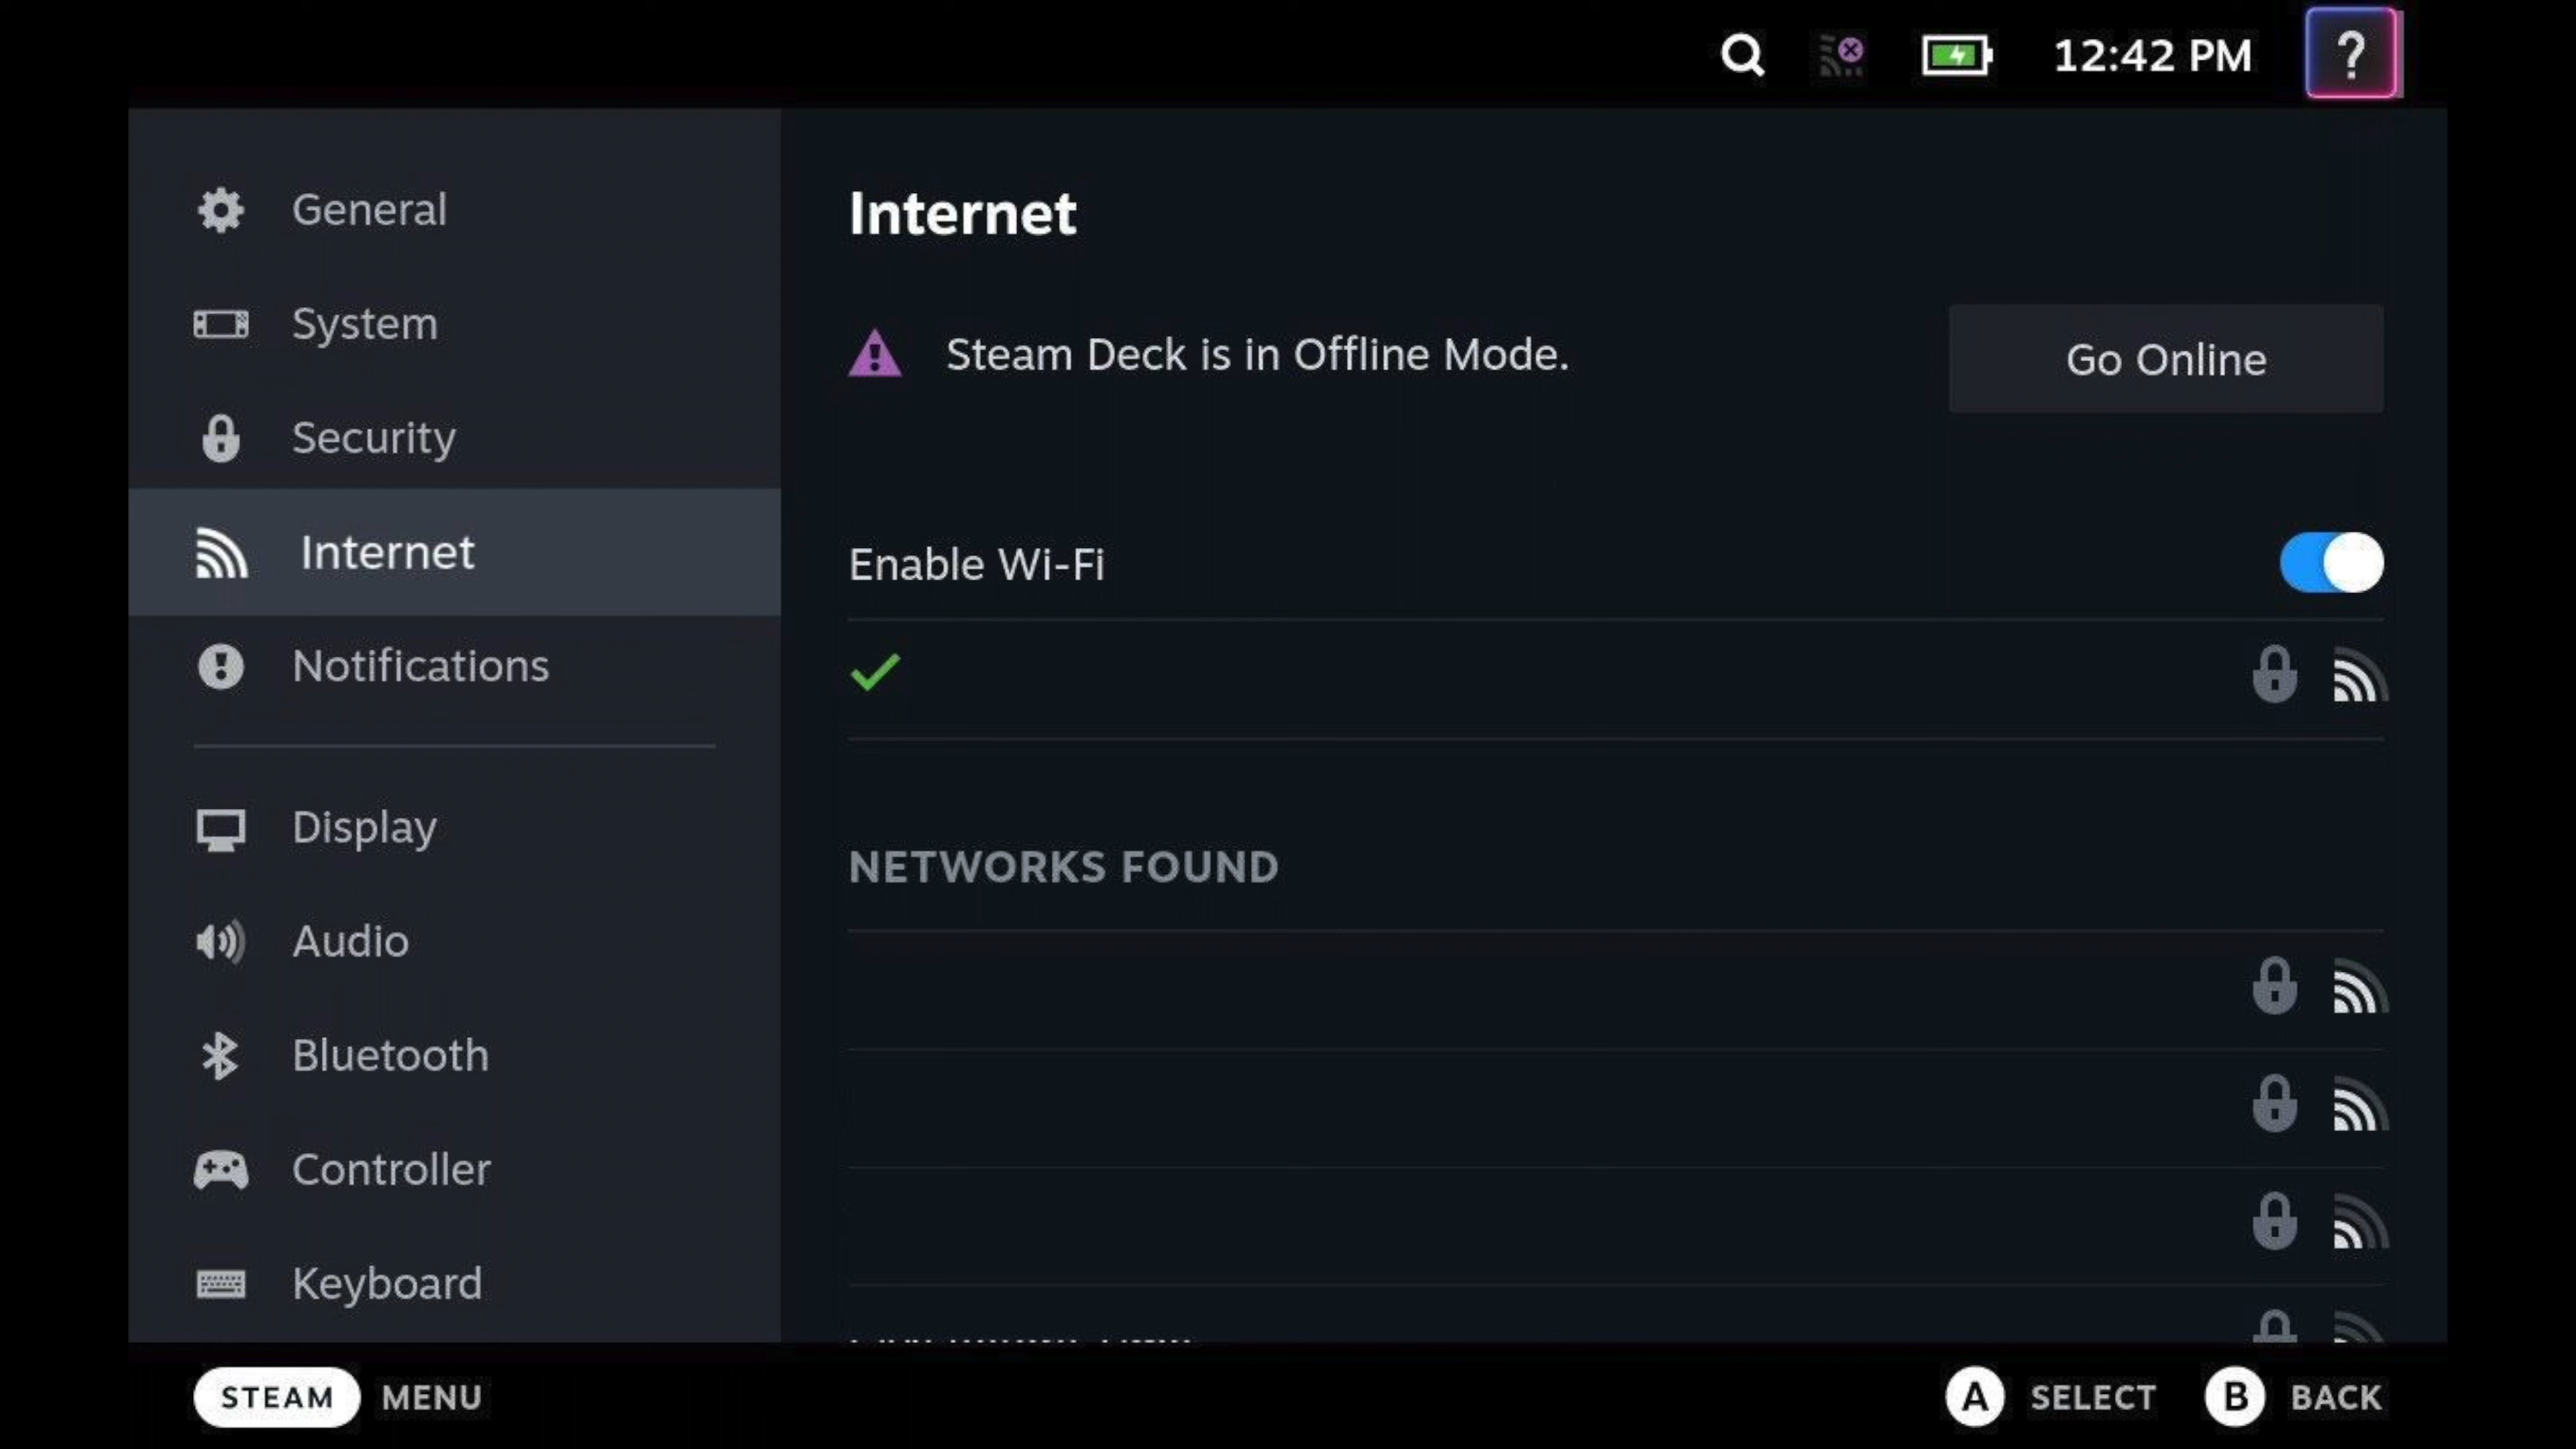 12:42 PM
?
General
System
Security
Internet
Notifications
Display
Audio
Bluetooth
Controller
Keyboard
Internet
Steam Deck is in Offline Mode.
Go Online
Enable Wi-Fi
NETWORKS FOUND
STEAM MENU
A SELECT B BACK